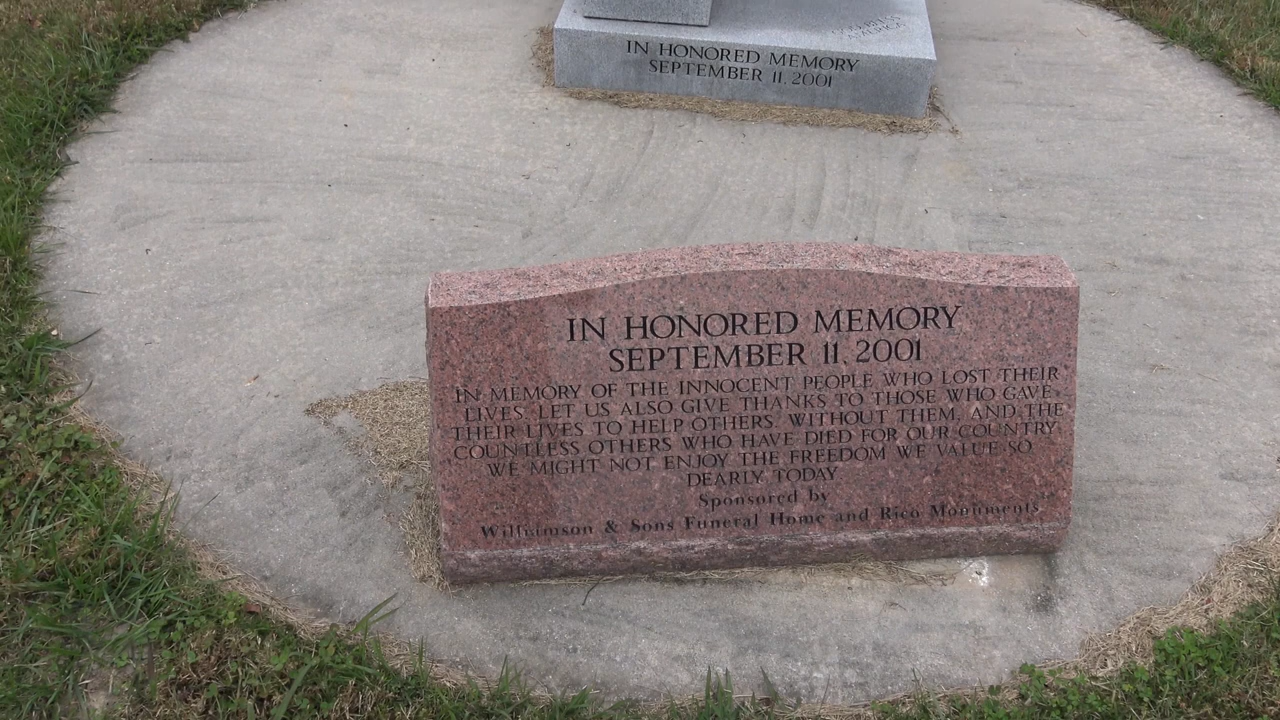 IN HONORED MEMORY
SEPTEMBER 11, 2001
IN HONORED MEMORY
SEPTEMBER 11, 2001
IN MEMORY OF THE INNOCENT PEOPLE WHO LOST THEIR
LIVES, LET US ALSO GIVE THANKS TO THOSE WHO GAVE
THEIR LIVES TO HELP OTHERS. WITHOUT THEM, AND THE
COUNTLESS OTHERS WHO HAVE DIED FOR OUR COUNTRY
WE MIGHT NOT ENJOY THE FREEDOM WE VALUE SO
DEARLY TODAY
Sponsored by
Williamson & Sons Funeral Home and Rico Monuments